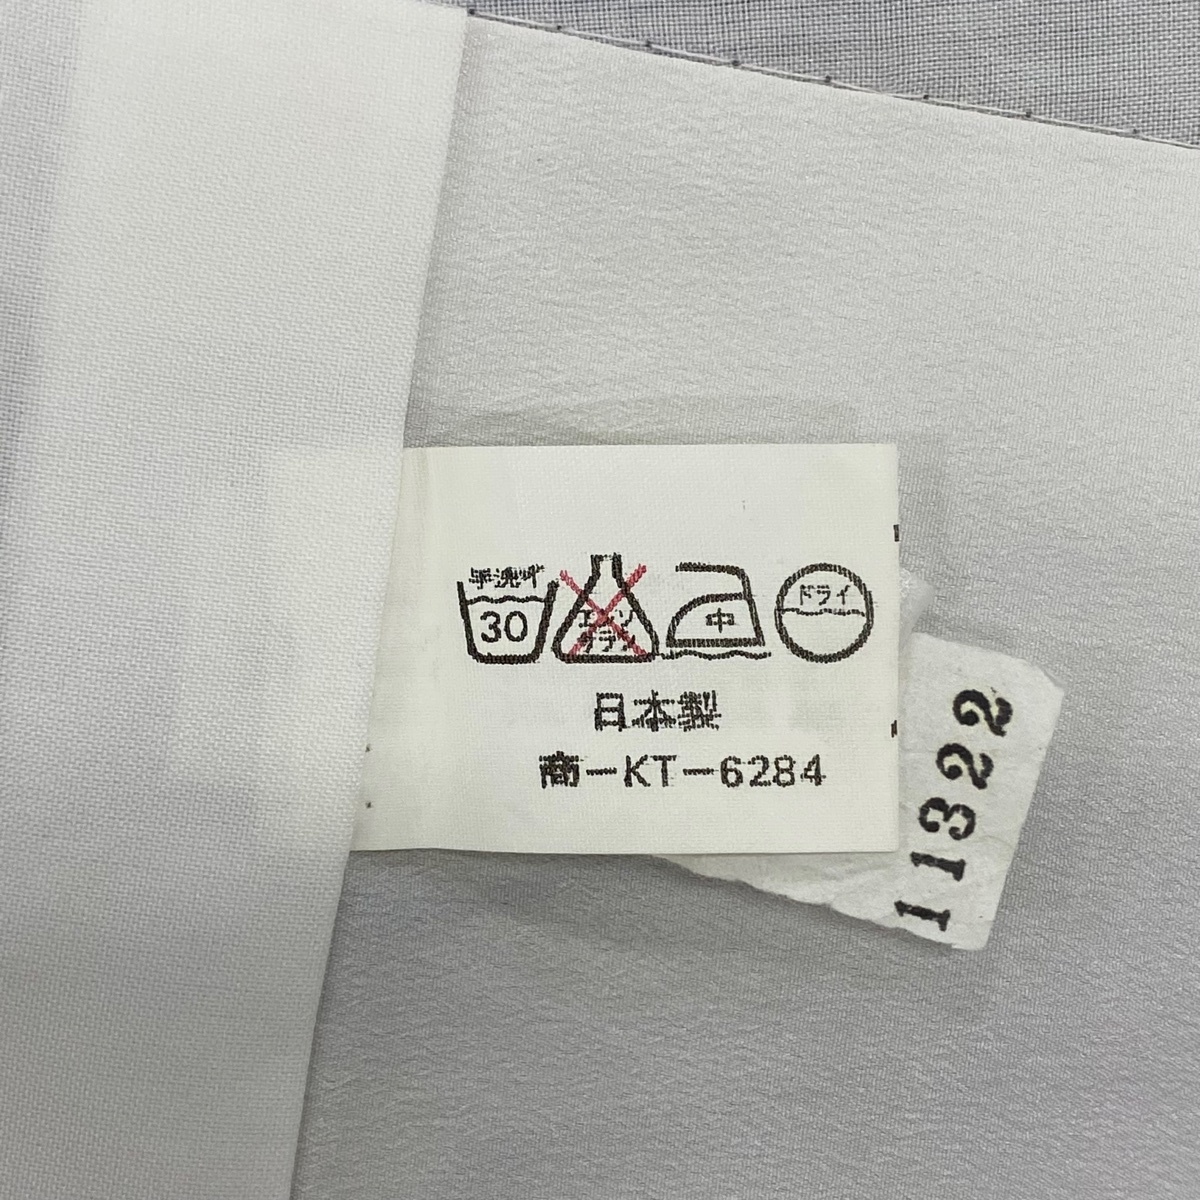 手洗イ
30
エンソ
サラシ
中
ドライ
日本製
商-KT-6284
11322